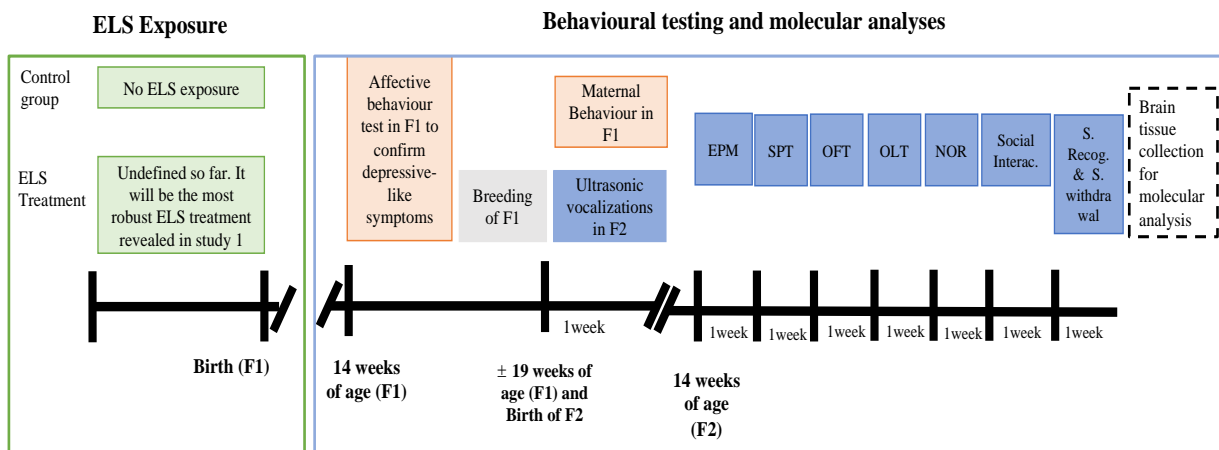 ELS Exposure
Behavioural testing and molecular analyses
Control
group
No ELS exposure
ELS
Treatment
Undefined so far. It
will be the most
robust ELS treatment
revealed in study 1
Affective
behaviour
test in F1 to
confirm
depressive-
like
symptoms
Breeding
of F1
Maternal
Behaviour in
F1
Ultrasonic
vocalizations
in F2
EPM
SPT
OFT
OLT
NOR
Social
Interac.
S.
Recog.
& S.
withdra
wal
Brain
tissue
collection
for
molecular
analysis
1week
1week
1week
1week
1week
1week
1week
1week
Birth (F1)
14 weeks
of age (F1)
± 19 weeks of
age (F1) and
Birth of F2
14 weeks
of age
(F2)